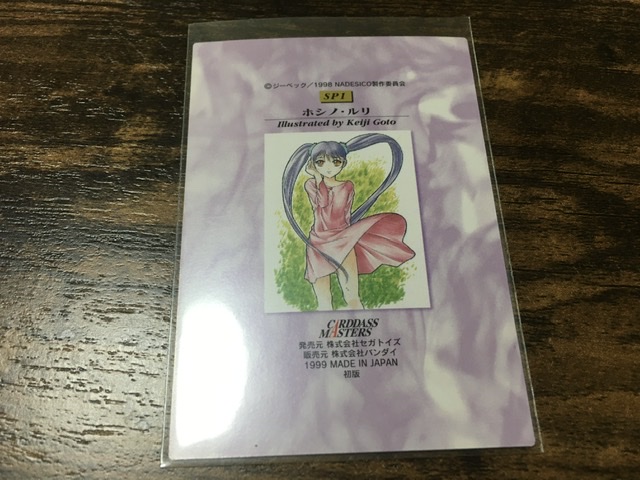 ©ジーベック／1998 NADESICO製作委員会
SP1
ホシノ・ルリ
Illustrated by Keiji Goto
CARDDASS
MASTERS
発売元 株式会社セガトイズ
販売元 株式会社バンダイ
1999 MADE IN JAPAN
初版